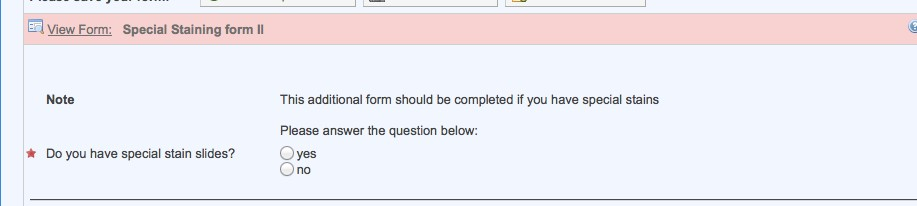 View Form: Special Staining form II
Note This additional form should be completed if you have special stains
Please answer the question below:
Do you have special stain slides? yes
no